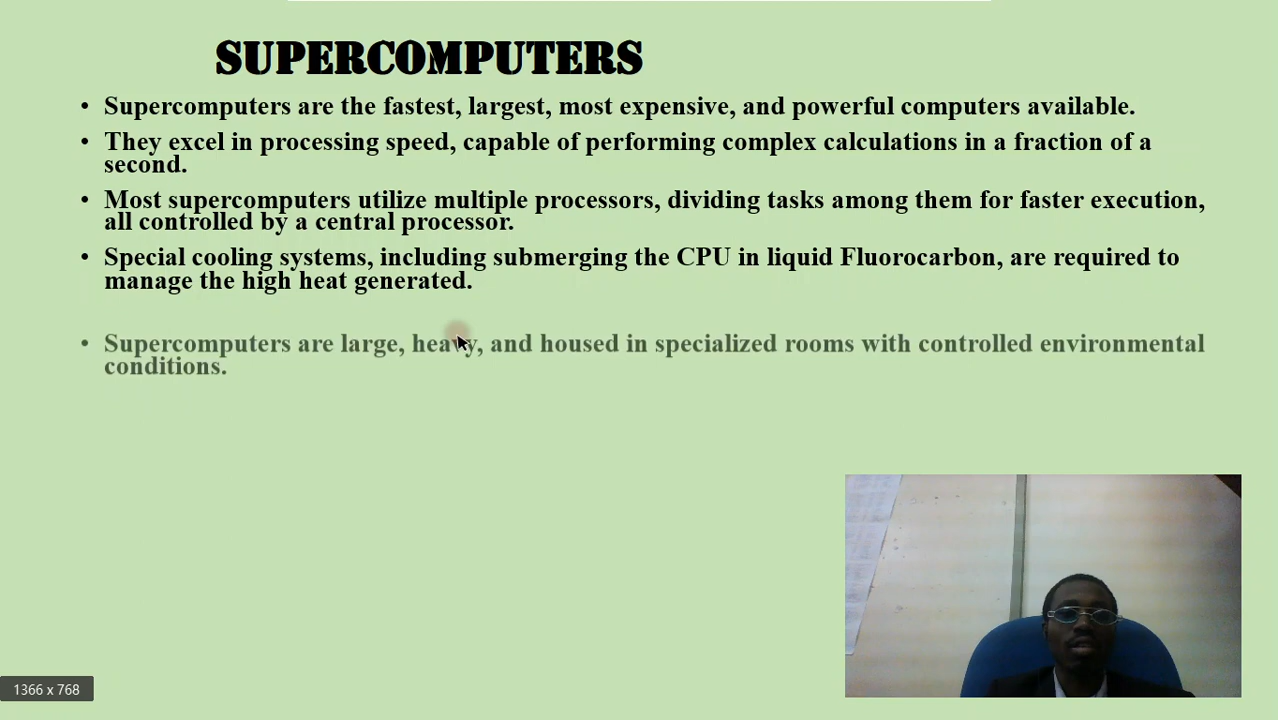 SUPERCOMPUTERS
• Supercomputers are the fastest, largest, most expensive, and powerful computers available.
• They excel in processing speed, capable of performing complex calculations in a fraction of a
second.
• Most supercomputers utilize multiple processors, dividing tasks among them for faster execution,
all controlled by a central processor.
• Special cooling systems, including submerging the CPU in liquid Fluorocarbon, are required to
manage the high heat generated.
• Supercomputers are large, heavy, and housed in specialized rooms with controlled environmental
conditions.
1366 x 768